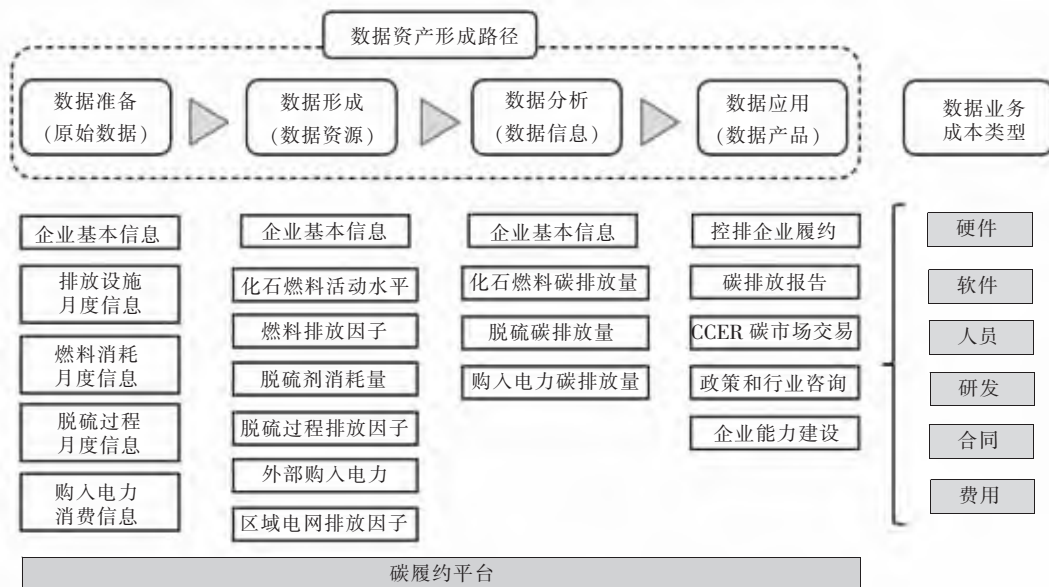 数据资产形成路径
数据准备
(原始数据)
数据形成
(数据资源)
数据分析
(数据信息)
数据应用
(数据产品)
数据业务
成本类型
企业基本信息
排放设施
月度信息
燃料消耗
月度信息
脱硫过程
月度信息
购入电力
消费信息
企业基本信息
化石燃料活动水平
燃料排放因子
脱硫剂消耗量
脱硫过程排放因子
外部购入电力
区域电网排放因子
企业基本信息
化石燃料碳排放量
脱硫碳排放量
购入电力碳排放量
控排企业履约
碳排放报告
CCER 碳市场交易
政策和行业咨询
企业能力建设
硬件
软件
人员
研发
合同
费用
碳履约平台